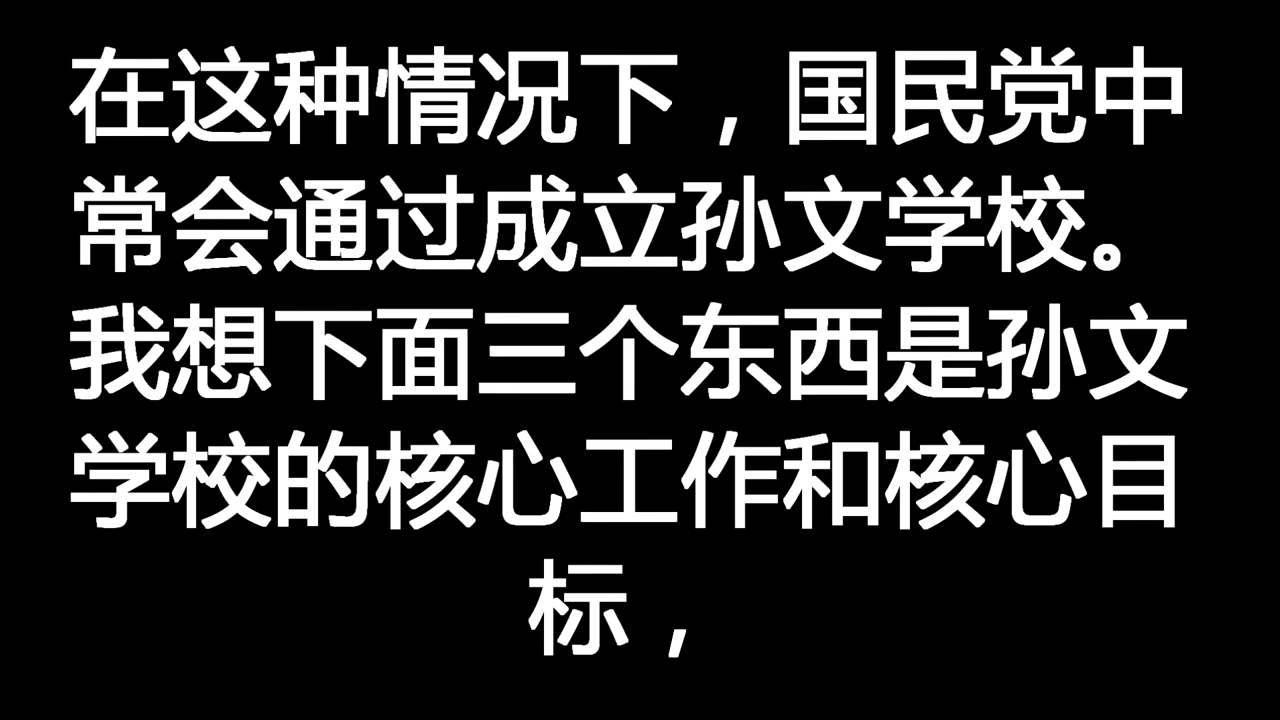 在这种情况下，国民党中
常会通过成立孙文学校。
我想下面三个东西是孙文
学校的核心工作和核心目
标，